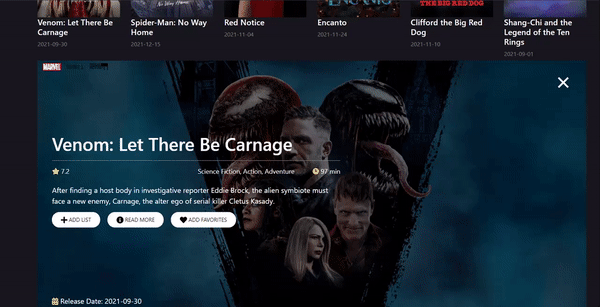 THE BIG RED DOG
Venom: Let There Be Carnage
2021-09-30
Spider-Man: No Way Home
2021-12-15
Red Notice
2021-11-04
Encanto
2021-11-24
Clifford the Big Red Dog
2021-11-10
Shang-Chi and the Legend of the Ten Rings
2021-09-01
MARVEL
Venom: Let There Be Carnage
7.2 Science Fiction, Action, Adventure 97 min
After finding a host body in investigative reporter Eddie Brock, the alien symbiote must
face a new enemy, Carnage, the alter ego of serial killer Cletus Kasady.
ADD LIST READ MORE ADD FAVORITES
Release Date: 2021-09-30